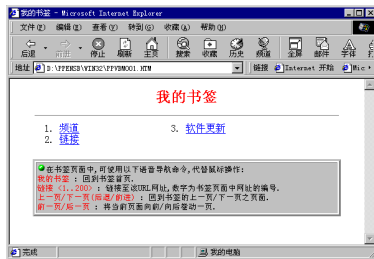 我的书签 - Microsoft Internet Explorer
文件(F) 编辑(E) 查看(V) 转到(G) 收藏(A) 帮助(H)
后退 前进 停止 刷新 主页 搜索 收藏 历史 频道 全屏 邮件 字体
地址 D:\PPENSB\WIN32\PPVBM001.HTM 链接 Internet 开始 Mic
我的书签
1. 频道 3. 软件更新
2. 链接
在书签页面中,可使用以下语音导航命令,代替鼠标操作:
我的书签 : 回到书签首页.
链接 <1..200> : 链接至该URL网址,数字为书签页面中网址的编号.
上一页/下一页(后退/前进) : 回到书签的上一页/下一页之页面.
前一页/后一页 : 将当前页面向前/向后卷动一页.
完成 我的电脑